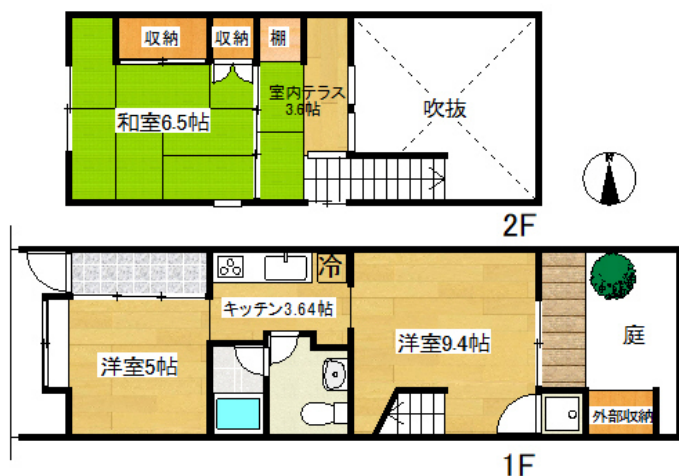 収納
収納
棚
室内テラス
3.6帖
和室6.5帖
吹抜
N
2F
冷
キッチン3.64帖
洋室5帖
洋室9.4帖
庭
外部収納
1F